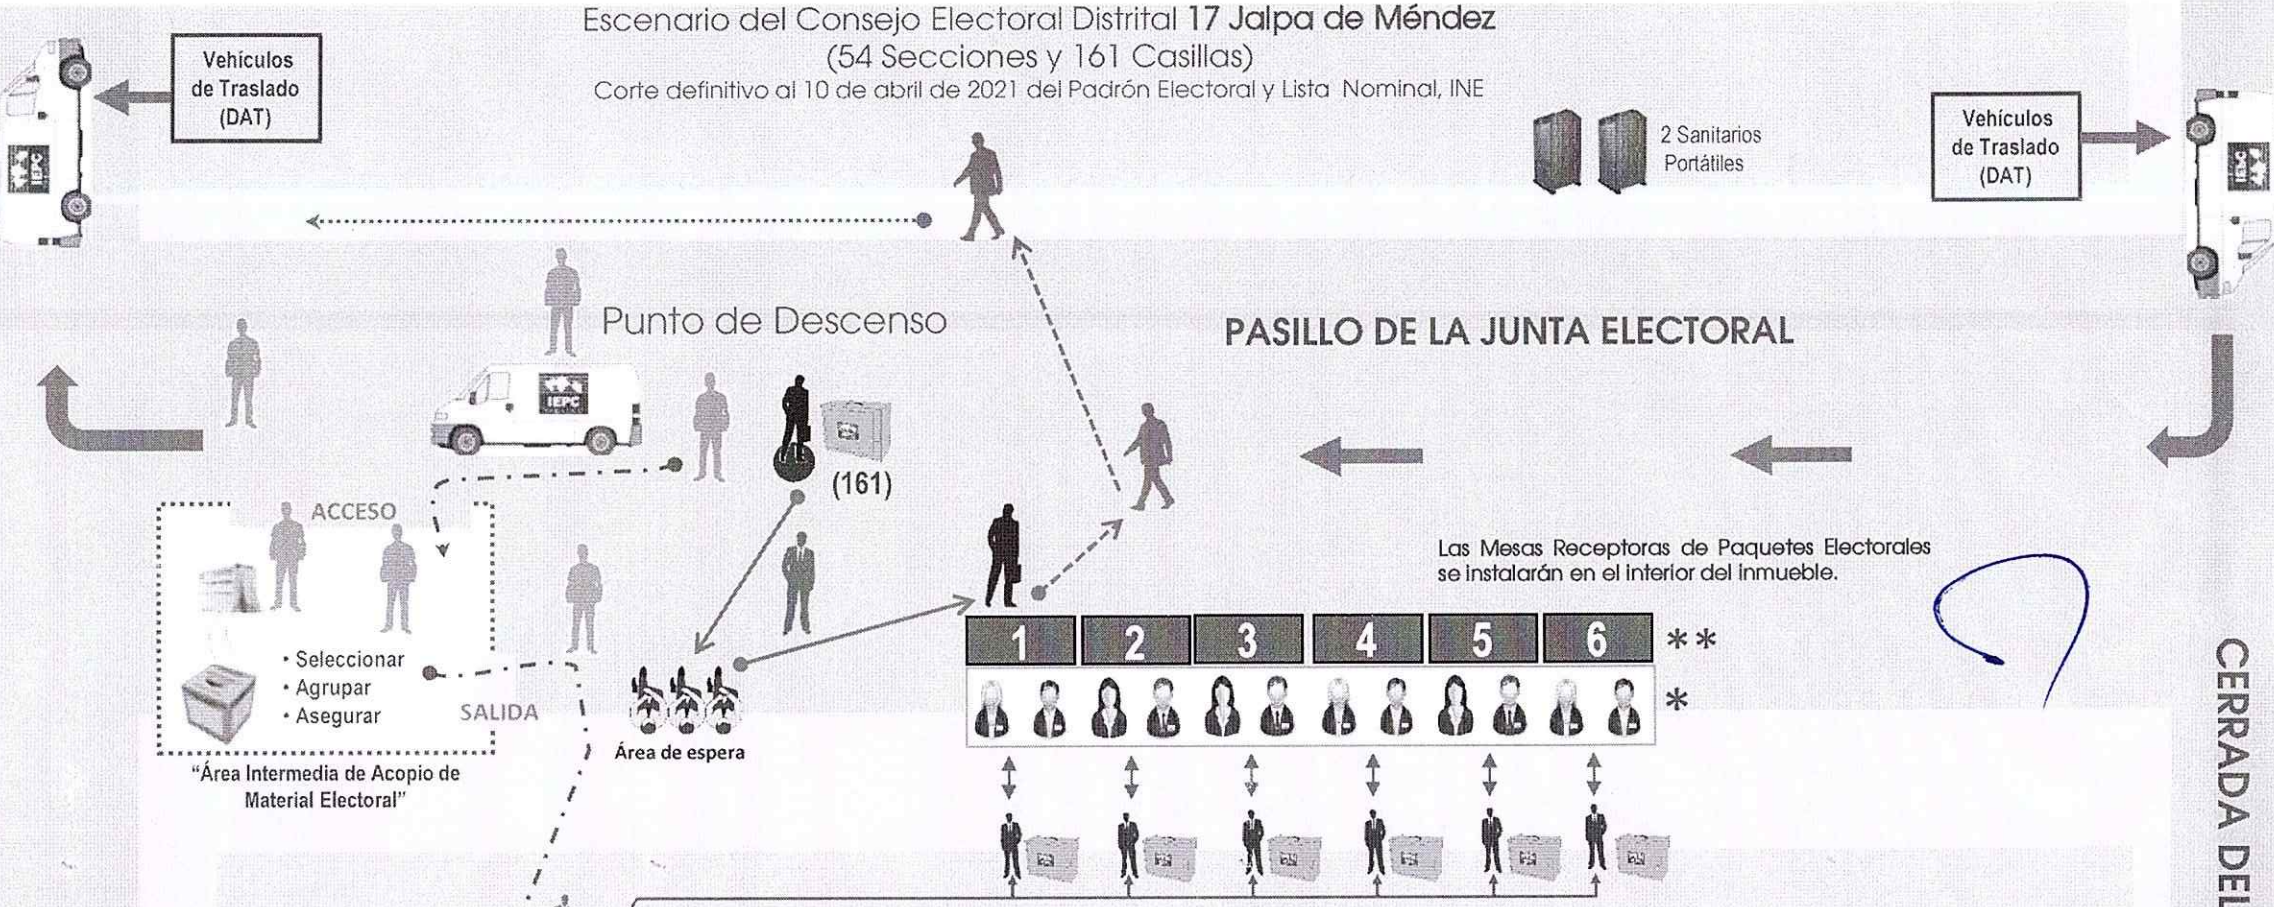 Escenario del Consejo Electoral Distrital 17 Jalpa de Méndez
(54 Secciones y 161 Casillas)
Corte definitivo al 10 de abril de 2021 del Padrón Electoral y Lista Nominal, INE
Vehículos
de Traslado
(DAT)
2 Sanitarios
Portátiles
Vehículos
de Traslado
(DAT)
IEPC
IEPC
Punto de Descenso
PASILLO DE LA JUNTA ELECTORAL
IEPC
(161)
ACCESO
Las Mesas Receptoras de Paquetes Electorales
se instalarán en el interior del inmueble.
1 2 3 4 5 6 **
*
• Seleccionar
• Agrupar
• Asegurar
SALIDA
Área de espera
"Área Intermedia de Acopio de
Material Electoral"
CERRADA DEL